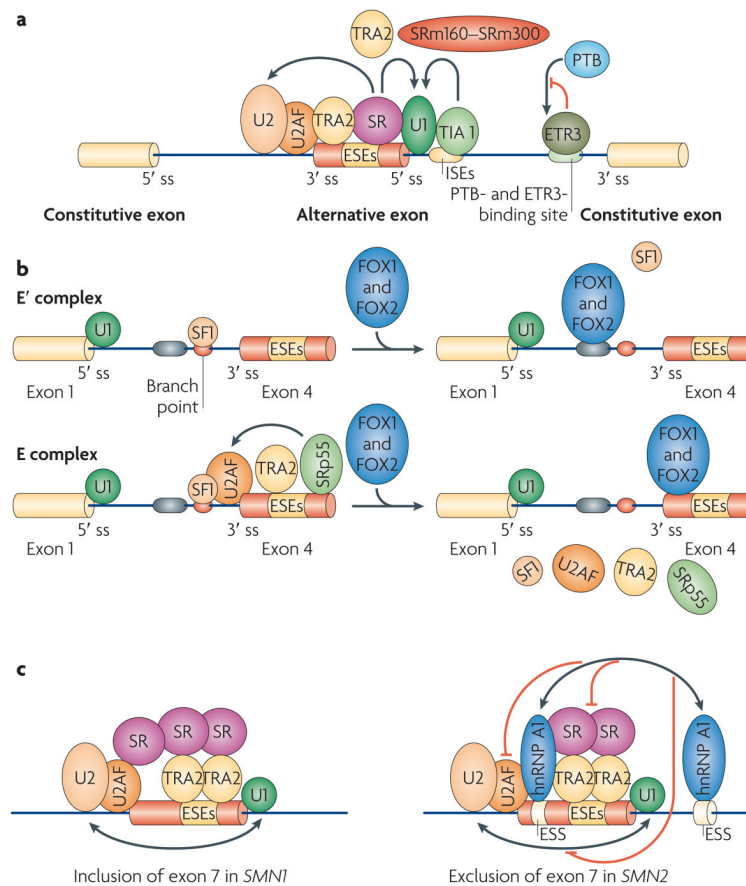 a
TRA2
SRm160–SRm300
PTB
U2
U2AF
TRA2
SR
U1
TIA 1
ETR3
ESEs
ISEs
5′ ss
3′ ss
5′ ss
3′ ss
PTB- and ETR3-
binding site
Constitutive exon
Alternative exon
Constitutive exon
b
E′ complex
FOX1
and
FOX2
SF1
U1
SF1
ESEs
5′ ss
Branch
point
3′ ss
Exon 1
Exon 4
U1
FOX1
and
FOX2
ESEs
5′ ss
3′ ss
Exon 1
Exon 4
E complex
U1
SF1
U2AF
TRA2
SRp55
ESEs
5′ ss
3′ ss
Exon 1
Exon 4
FOX1
and
FOX2
U1
FOX1
and
FOX2
ESEs
5′ ss
3′ ss
Exon 1
Exon 4
SF1
U2AF
TRA2
SRp55
c
U2
U2AF
SR
SR
SR
TRA2
TRA2
U1
ESEs
Inclusion of exon 7 in SMN1
U2
U2AF
hnRNP A1
SR
SR
TRA2
TRA2
U1
hnRNP A1
ESEs
ESS
ESS
Exclusion of exon 7 in SMN2